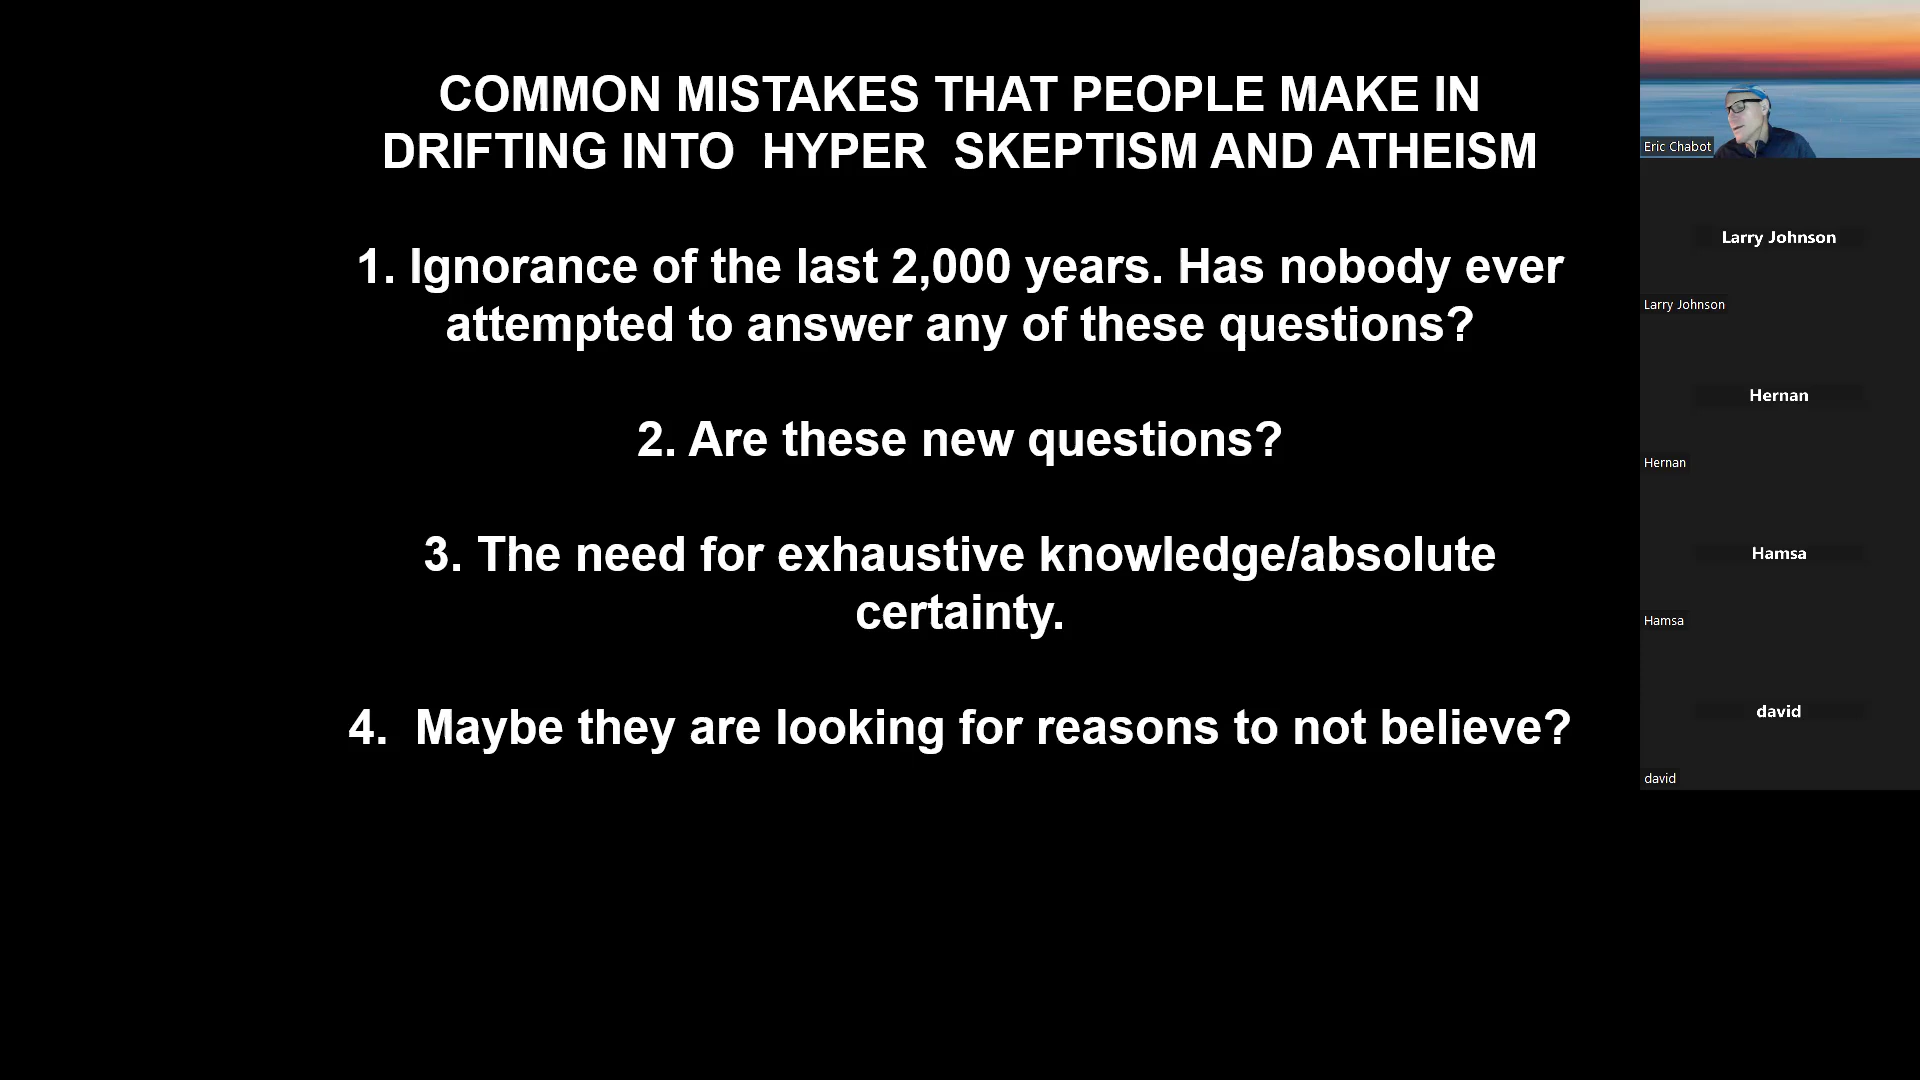 COMMON MISTAKES THAT PEOPLE MAKE IN
DRIFTING INTO  HYPER  SKEPTISM AND ATHEISM
1. Ignorance of the last 2,000 years. Has nobody ever
attempted to answer any of these questions?
2. Are these new questions?
3. The need for exhaustive knowledge/absolute
certainty.
4.  Maybe they are looking for reasons to not believe?
Eric Chabot
Larry Johnson
Larry Johnson
Hernan
Hernan
Hamsa
Hamsa
david
david